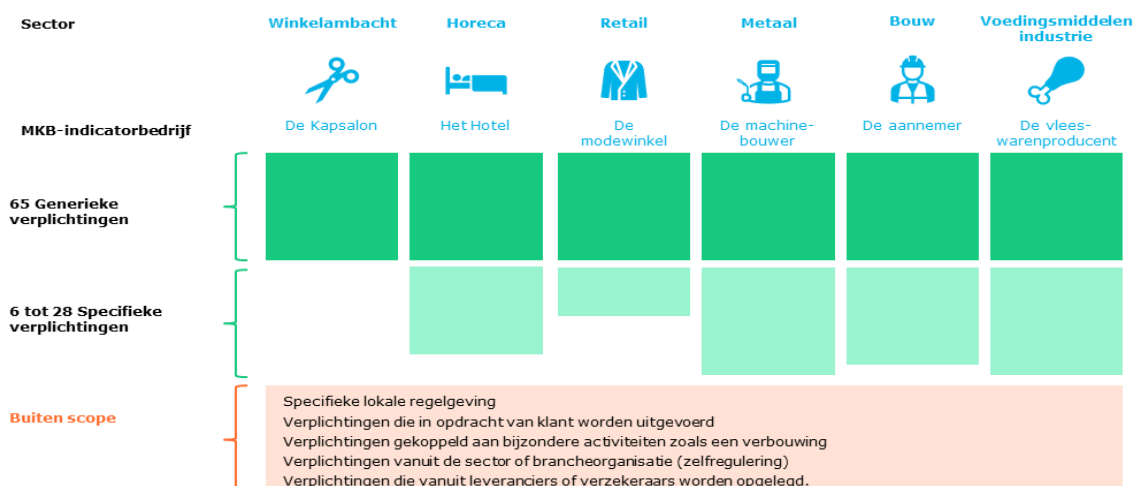 Sector
Winkelambacht
Horeca
Retail
Metaal
Bouw
Voedingsmiddelen
industrie
MKB-indicatorbedrijf
De Kapsalon
Het Hotel
De
modewinkel
De machine-
bouwer
De aannemer
De vlees-
warenproducent
65 Generieke
verplichtingen
6 tot 28 Specifieke
verplichtingen
Buiten scope
Specifieke lokale regelgeving
Verplichtingen die in opdracht van klant worden uitgevoerd
Verplichtingen gekoppeld aan bijzondere activiteiten zoals een verbouwing
Verplichtingen vanuit de sector of brancheorganisatie (zelfregulering)
Verplichtingen die vanuit leveranciers of verzekeraars worden opgelegd.